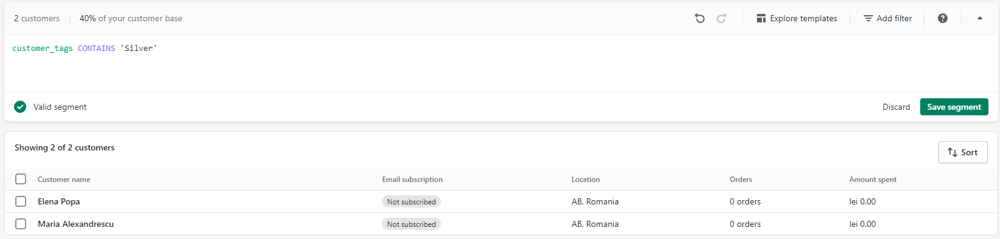 2 customers 40% of your customer base Explore templates Add filter
customer_tags CONTAINS 'Silver'
Valid segment Discard Save segment
Showing 2 of 2 customers
Sort
Customer name Email subscription Location Orders Amount spent
Elena Popa Not subscribed AB, Romania 0 orders lei 0.00
Maria Alexandrescu Not subscribed AB, Romania 0 orders lei 0.00